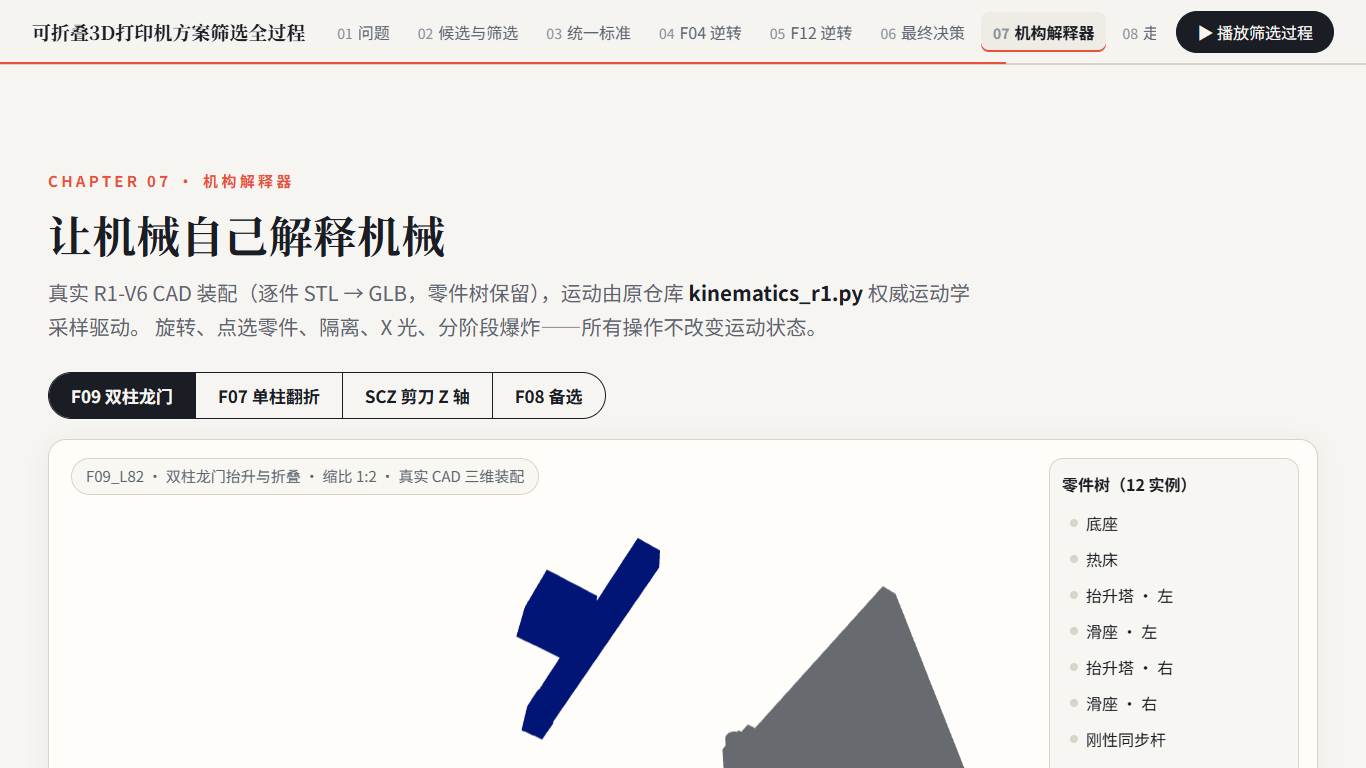 可折叠3D打印机方案筛选全过程
01 问题
02 候选与筛选
03 统一标准
04 F04 逆转
05 F12 逆转
06 最终决策
07 机构解释器
08 走
▶ 播放筛选过程
CHAPTER 07 · 机构解释器
让机械自己解释机械
真实 R1-V6 CAD 装配（逐件 STL → GLB，零件树保留），运动由原仓库 kinematics_r1.py 权威运动学
采样驱动。 旋转、点选零件、隔离、X 光、分阶段爆炸——所有操作不改变运动状态。
F09 双柱龙门
F07 单柱翻折
SCZ 剪刀 Z 轴
F08 备选
F09_L82 · 双柱龙门抬升与折叠 · 缩比 1:2 · 真实 CAD 三维装配
零件树（12 实例）
底座
热床
抬升塔 · 左
滑座 · 左
抬升塔 · 右
滑座 · 右
刚性同步杆